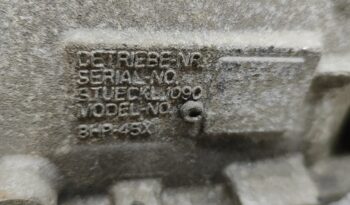 GETRIEBE-NR.
SERIAL-NO.
STUECKL.1090
MODEL-NO.
8HP-45X